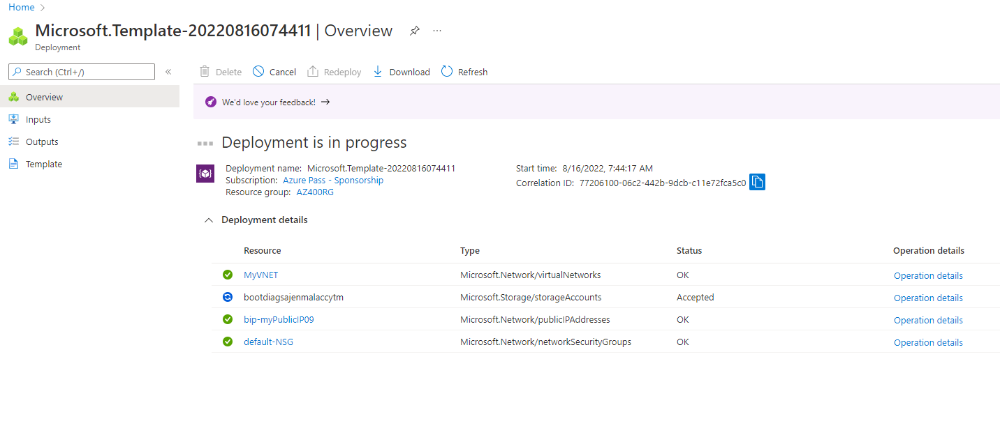 Home
Microsoft.Template-20220816074411 | Overview
Deployment
Search (Ctrl+/)
Delete Cancel Redeploy Download Refresh
Overview
Inputs
Outputs
Template
We'd love your feedback!
Deployment is in progress
Deployment name: Microsoft.Template-20220816074411
Subscription: Azure Pass - Sponsorship
Resource group: AZ400RG
Start time: 8/16/2022, 7:44:17 AM
Correlation ID: 77206100-06c2-442b-9dcb-c11e72fca5c0
Deployment details
Resource Type Status Operation details
MyVNET Microsoft.Network/virtualNetworks OK Operation details
bootdiagsajenmalaccytm Microsoft.Storage/storageAccounts Accepted Operation details
bip-myPublicIP09 Microsoft.Network/publicIPAddresses OK Operation details
default-NSG Microsoft.Network/networkSecurityGroups OK Operation details